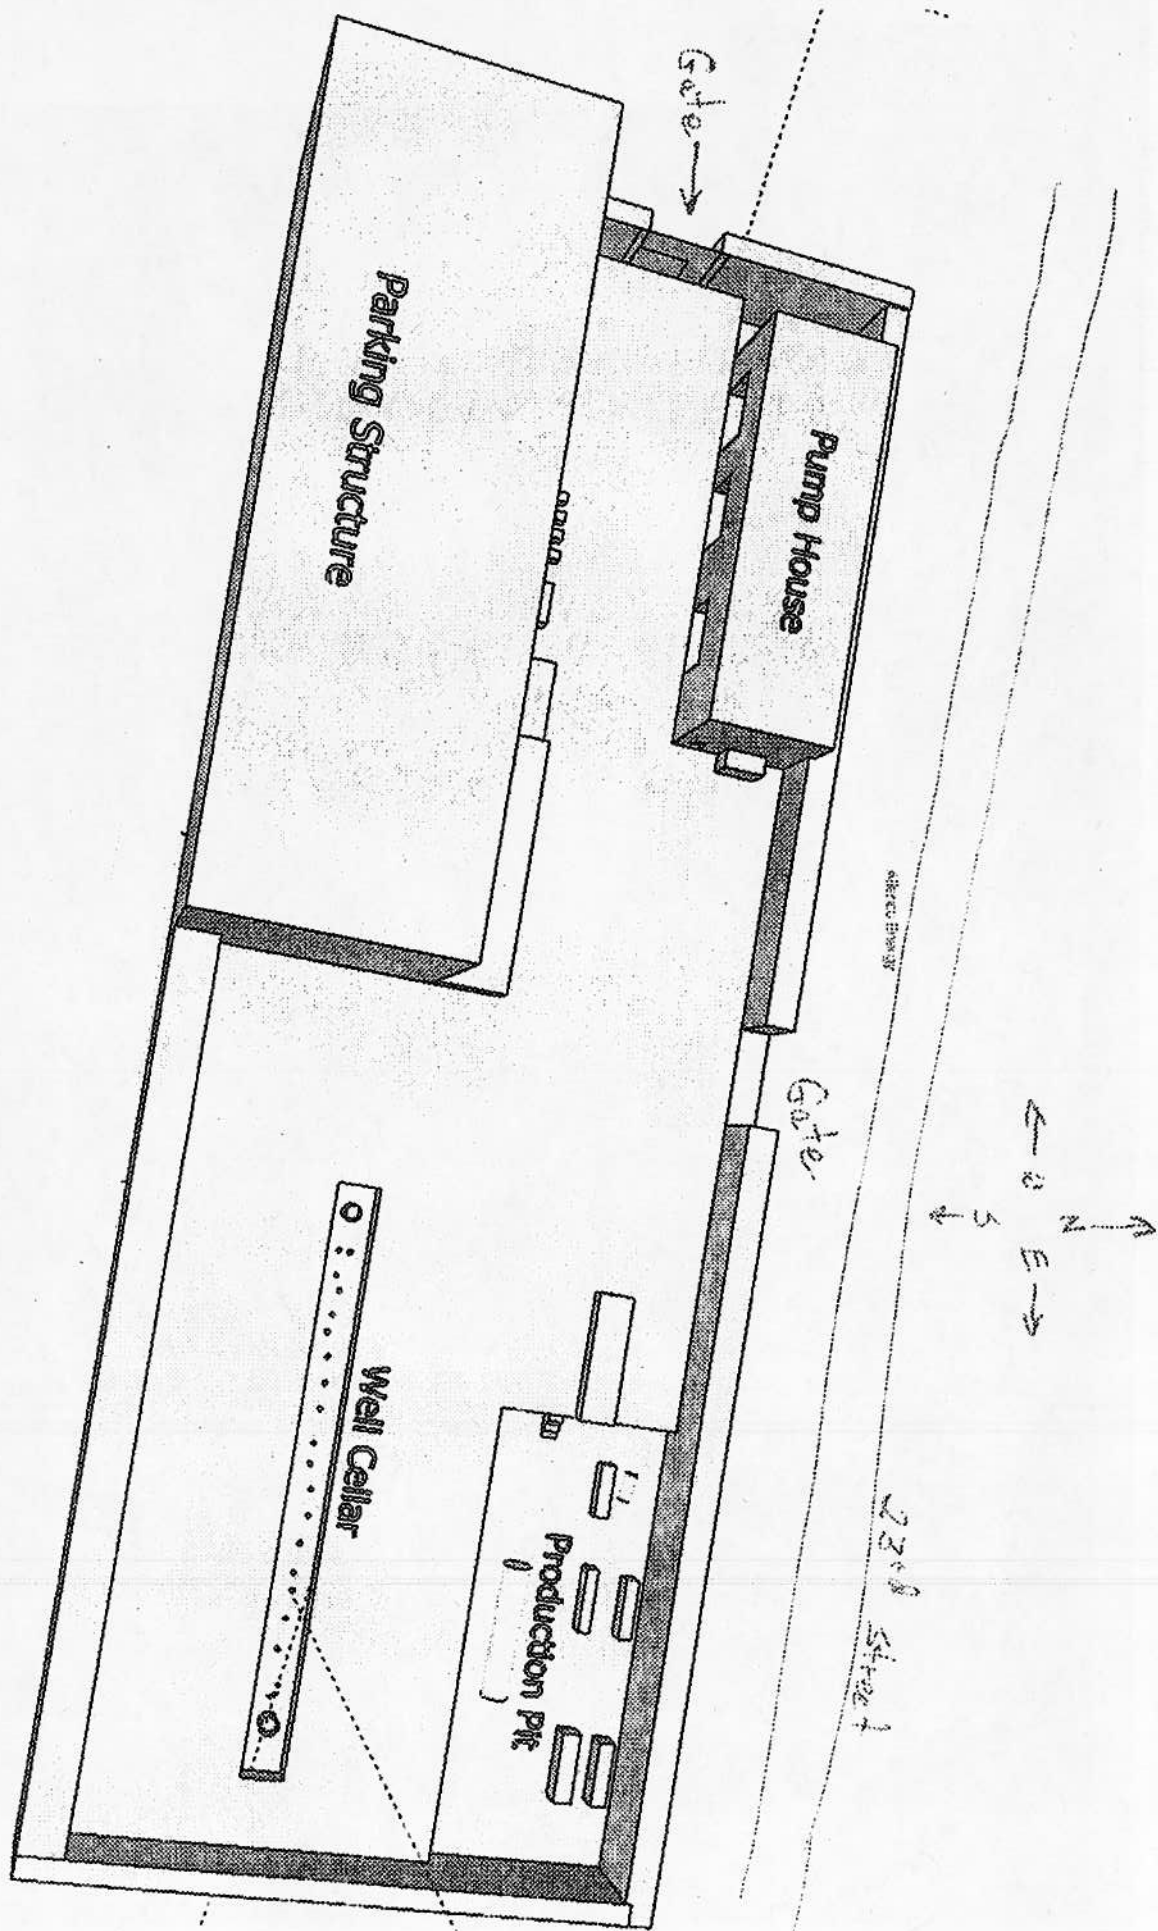 Gate
Parking Structure
Pump House
Gate
N
W E
S
Well Cellar
Production Pit
23rd Street